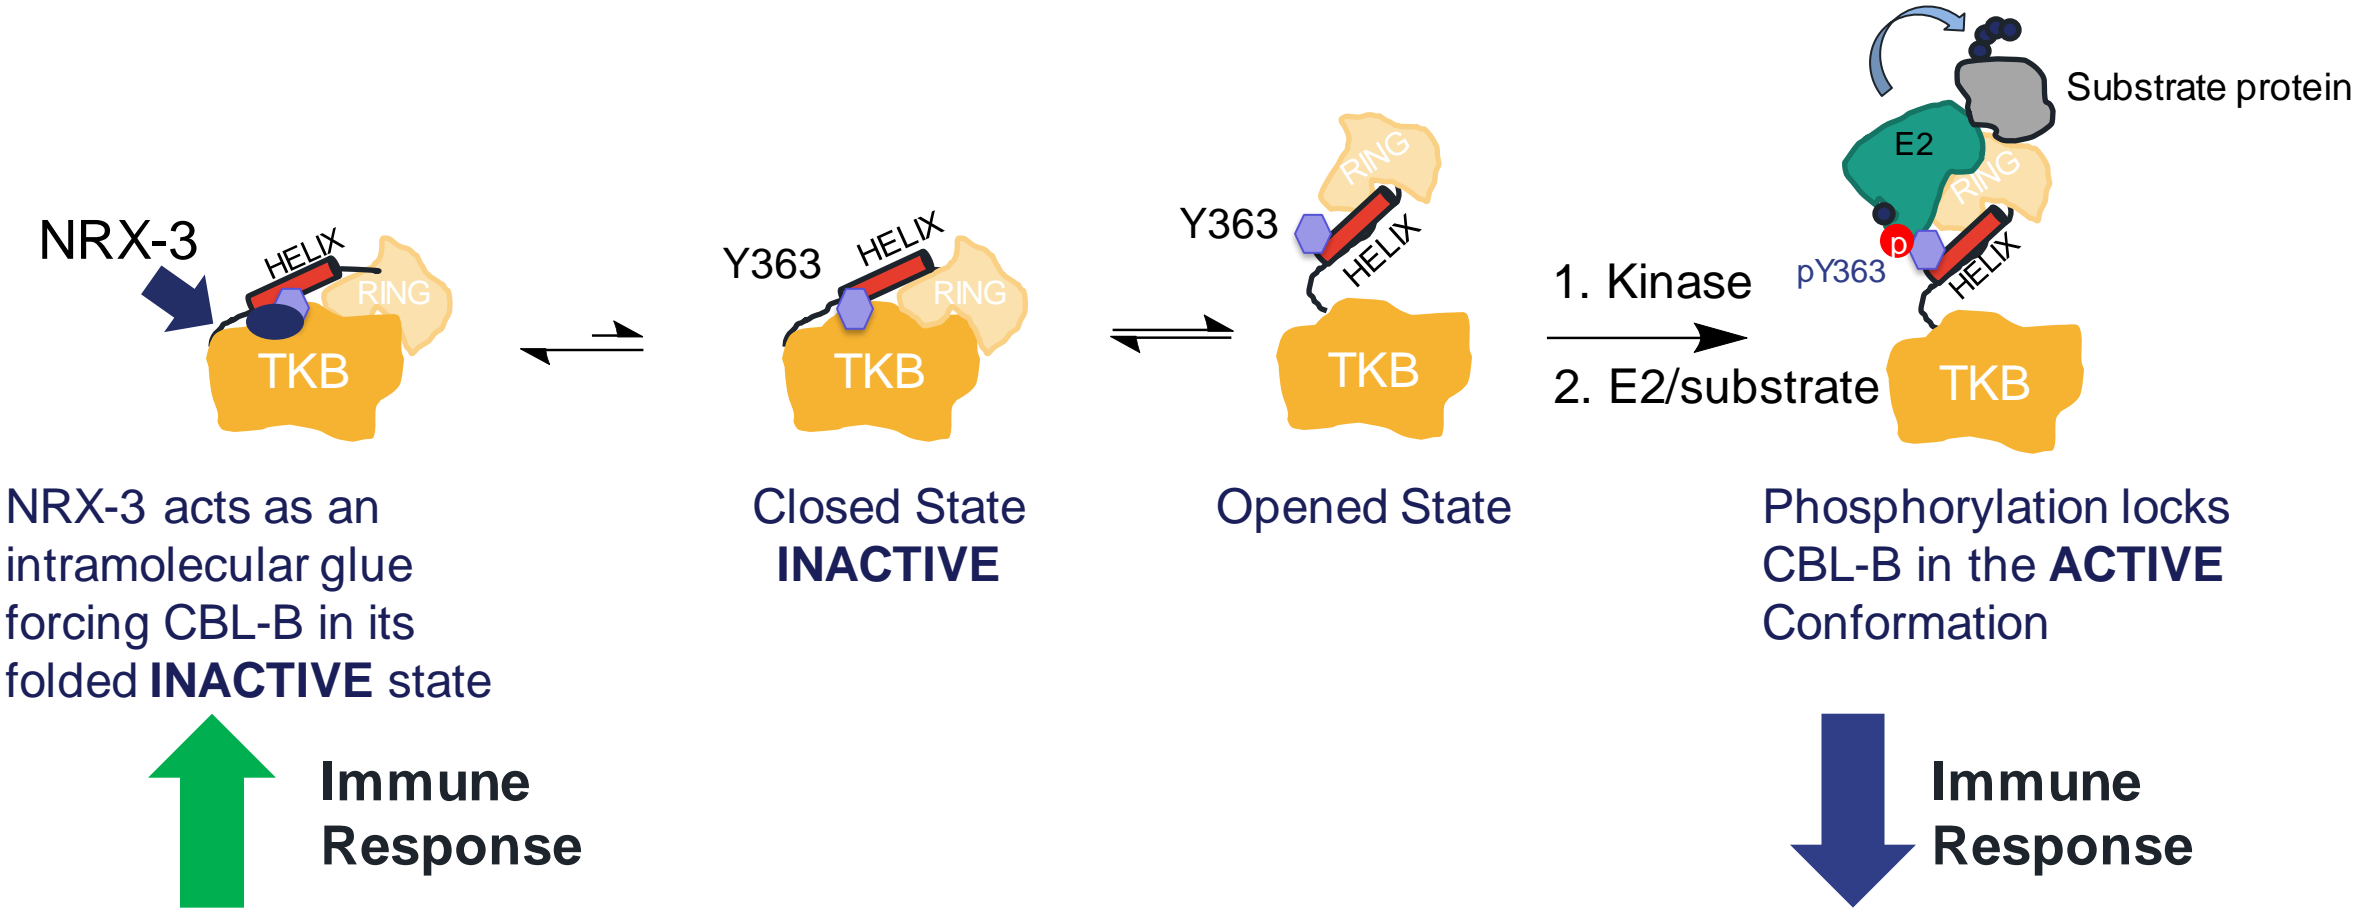 NRX-3
HELIX
RING
TKB
Y363
HELIX
RING
TKB
Y363
RING
HELIX
TKB
1. Kinase
2. E2/substrate
Substrate protein
E2
RING
p
pY363
HELIX
TKB
NRX-3 acts as an
intramolecular glue
forcing CBL-B in its
folded INACTIVE state
Closed State
INACTIVE
Opened State
Phosphorylation locks
CBL-B in the ACTIVE
Conformation
Immune
Response
Immune
Response